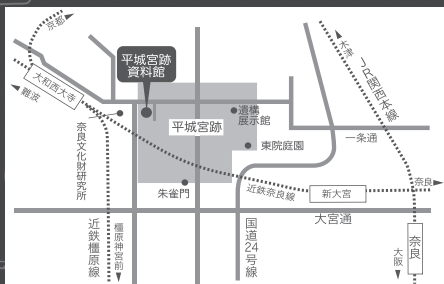 京都
木津
平城宮跡
資料館
JR関西本線
大和西大寺
難波
遺構
展示館
平城宮跡
一条通
奈良文化財研究所
東院庭園
奈良
近鉄奈良線
新大宮
朱雀門
大宮通
近鉄橿原線
橿原神宮前
国道24号線
奈良
大阪